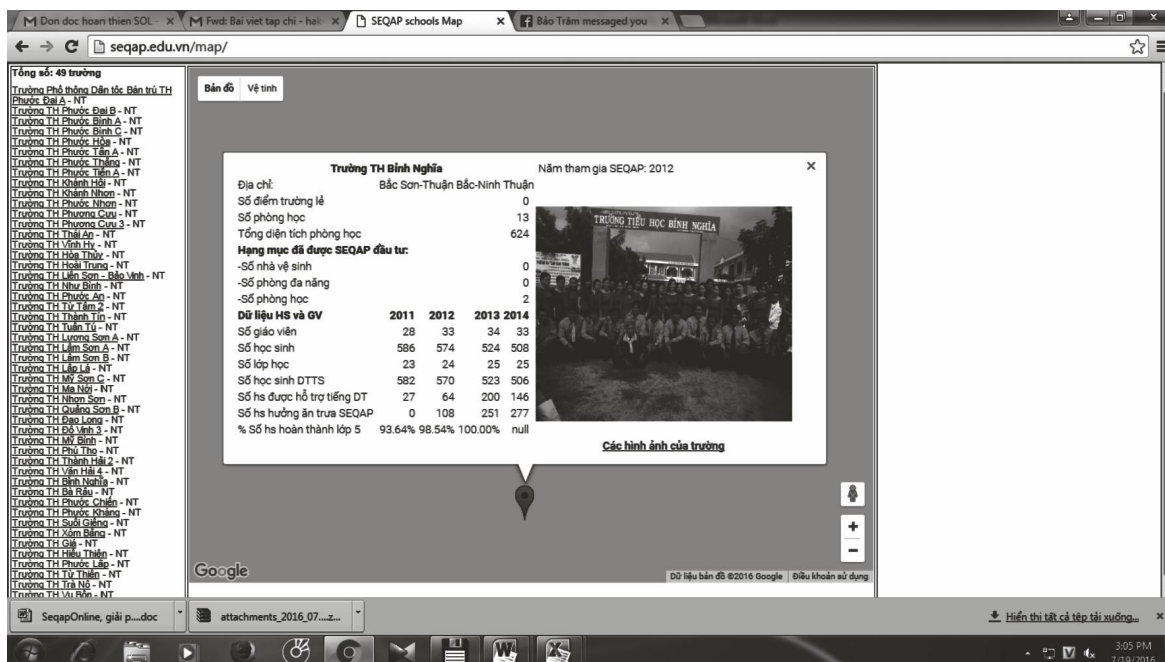 Don doc hoan thien SOL -
Fwd: Bai viet tap chi - hak
SEQAP schools Map
Bảo Trâm messaged you
seqap.edu.vn/map/
Tổng số: 49 trường
Trường Phổ thông Dân tộc Bán trú TH
Phước Đại A - NT
Trường TH Phước Đại B - NT
Trường TH Phước Bình A - NT
Trường TH Phước Bình C - NT
Trường TH Phước Hòa - NT
Trường TH Phước Tân A - NT
Trường TH Phước Thắng - NT
Trường TH Phước Tiến A - NT
Trường TH Khánh Hội - NT
Trường TH Khánh Nhơn - NT
Trường TH Phước Nhơn - NT
Trường TH Phương Cựu - NT
Trường TH Phương Cựu 3 - NT
Trường TH Thái An - NT
Trường TH Vĩnh Hy - NT
Trường TH Hòa Thủy - NT
Trường TH Hoài Trung - NT
Trường TH Liên Sơn - Bảo Vinh - NT
Trường TH Như Bình - NT
Trường TH Phước An - NT
Trường TH Từ Tâm 2 - NT
Trường TH Thành Tín - NT
Trường TH Tuấn Tú - NT
Trường TH Lương Sơn A - NT
Trường TH Lâm Sơn A - NT
Trường TH Lâm Sơn B - NT
Trường TH Lập Lá - NT
Trường TH Mỹ Sơn C - NT
Trường TH Ma Nới - NT
Trường TH Nhơn Sơn - NT
Trường TH Quảng Sơn B - NT
Trường TH Đạo Long - NT
Trường TH Đô Vinh 3 - NT
Trường TH Mỹ Bình - NT
Trường TH Phú Thọ - NT
Trường TH Thành Hải 2 - NT
Trường TH Văn Hải 4 - NT
Trường TH Bỉnh Nghĩa - NT
Trường TH Bà Râu - NT
Trường TH Phước Chiến - NT
Trường TH Phước Kháng - NT
Trường TH Suối Giếng - NT
Trường TH Xóm Bằng - NT
Trường TH Giá - NT
Trường TH Hiếu Thiện - NT
Trường TH Phước Lập - NT
Trường TH Từ Thiện - NT
Trường TH Trà Nô - NT
Trường TH Vụ Bổn - NT
Bản đồ Vệ tinh
Trường TH Bỉnh Nghĩa Năm tham gia SEQAP: 2012
Địa chỉ: Bắc Sơn-Thuận Bắc-Ninh Thuận
Số điểm trường lẻ 0
Số phòng học 13
Tổng diện tích phòng học 624
Hạng mục đã được SEQAP đầu tư:
-Số nhà vệ sinh 0
-Số phòng đa năng 0
-Số phòng học 2
Dữ liệu HS và GV 2011 2012 2013 2014
Số giáo viên 28 33 34 33
Số học sinh 586 574 524 508
Số lớp học 23 24 25 25
Số học sinh DTTS 582 570 523 506
Số hs được hỗ trợ tiếng DT 27 64 200 146
Số hs hưởng ăn trưa SEQAP 0 108 251 277
% Số hs hoàn thành lớp 5 93.64% 98.54% 100.00% null
TRƯỜNG TIỂU HỌC BỈNH NGHĨA
Các hình ảnh của trường
Google
Dữ liệu bản đồ ©2016 Google Điều khoản sử dụng
SeqapOnline, giải p....doc
attachments_2016_07....z...
Hiển thị tất cả tệp tải xuống...
3:05 PM
7/19/2016